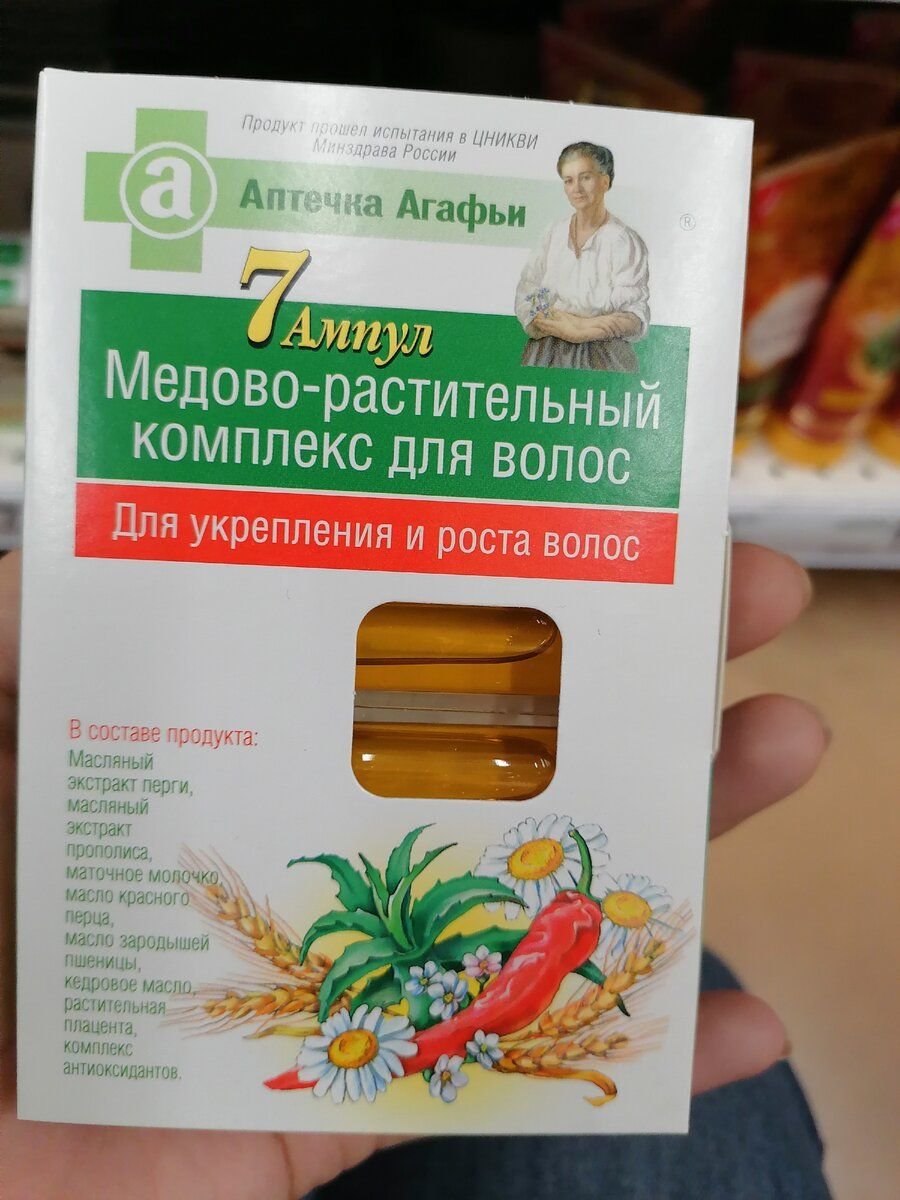 Продукт прошел испытания в ЦНИКВИ
Минздрава России
а
Аптечка Агафьи
®
7 Ампул
Медово-растительный
комплекс для волос
Для укрепления и роста волос
В составе продукта:
Масляный
экстракт перги,
масляный
экстракт
прополиса,
маточное молочко,
масло красного
перца,
масло зародышей
пшеницы,
кедровое масло,
растительная
плацента,
комплекс
антиоксидантов.